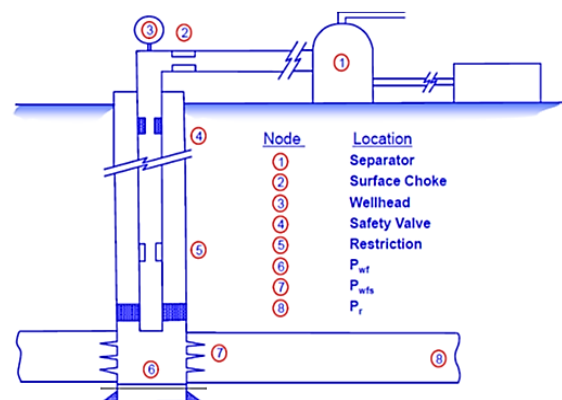 3
2
1
4
Node Location
1 Separator
2 Surface Choke
3 Wellhead
4 Safety Valve
5 Restriction
6 Pwf
7 Pwfs
8 Pr
5
6
7
8